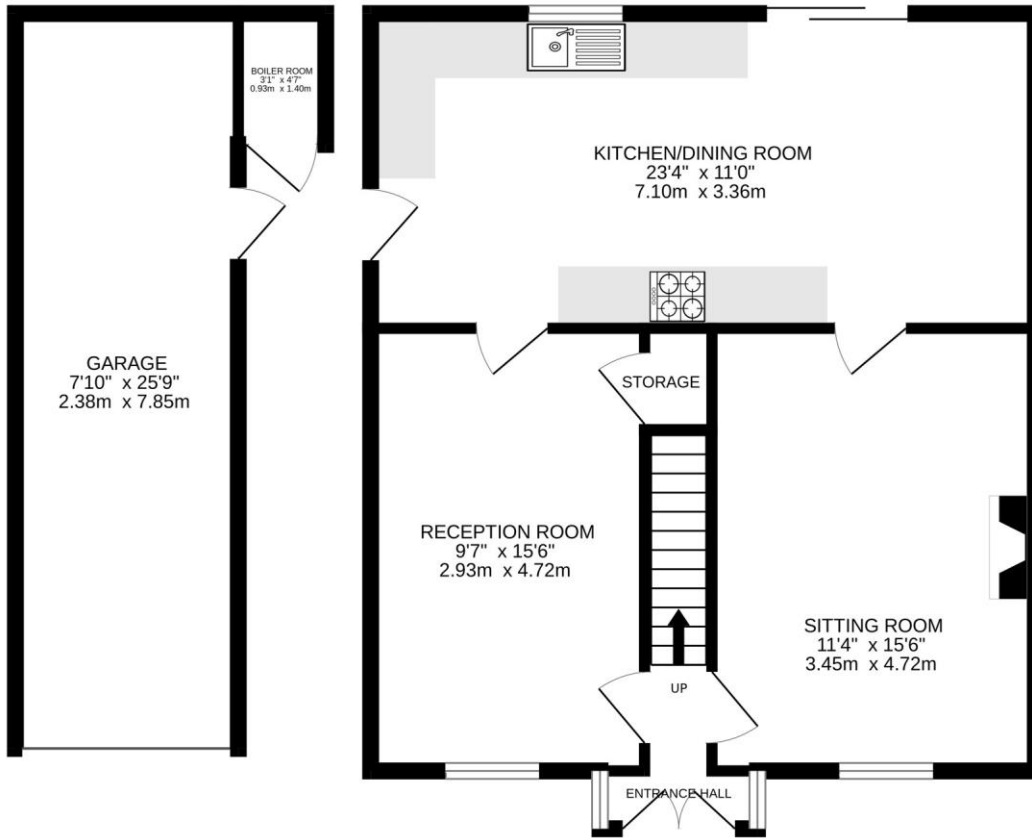 BOILER ROOM
3'1" x 4'7"
0.93m x 1.40m
KITCHEN/DINING ROOM
23'4" x 11'0"
7.10m x 3.36m
GARAGE
7'10" x 25'9"
2.38m x 7.85m
STORAGE
RECEPTION ROOM
9'7" x 15'6"
2.93m x 4.72m
SITTING ROOM
11'4" x 15'6"
3.45m x 4.72m
UP
ENTRANCE HALL